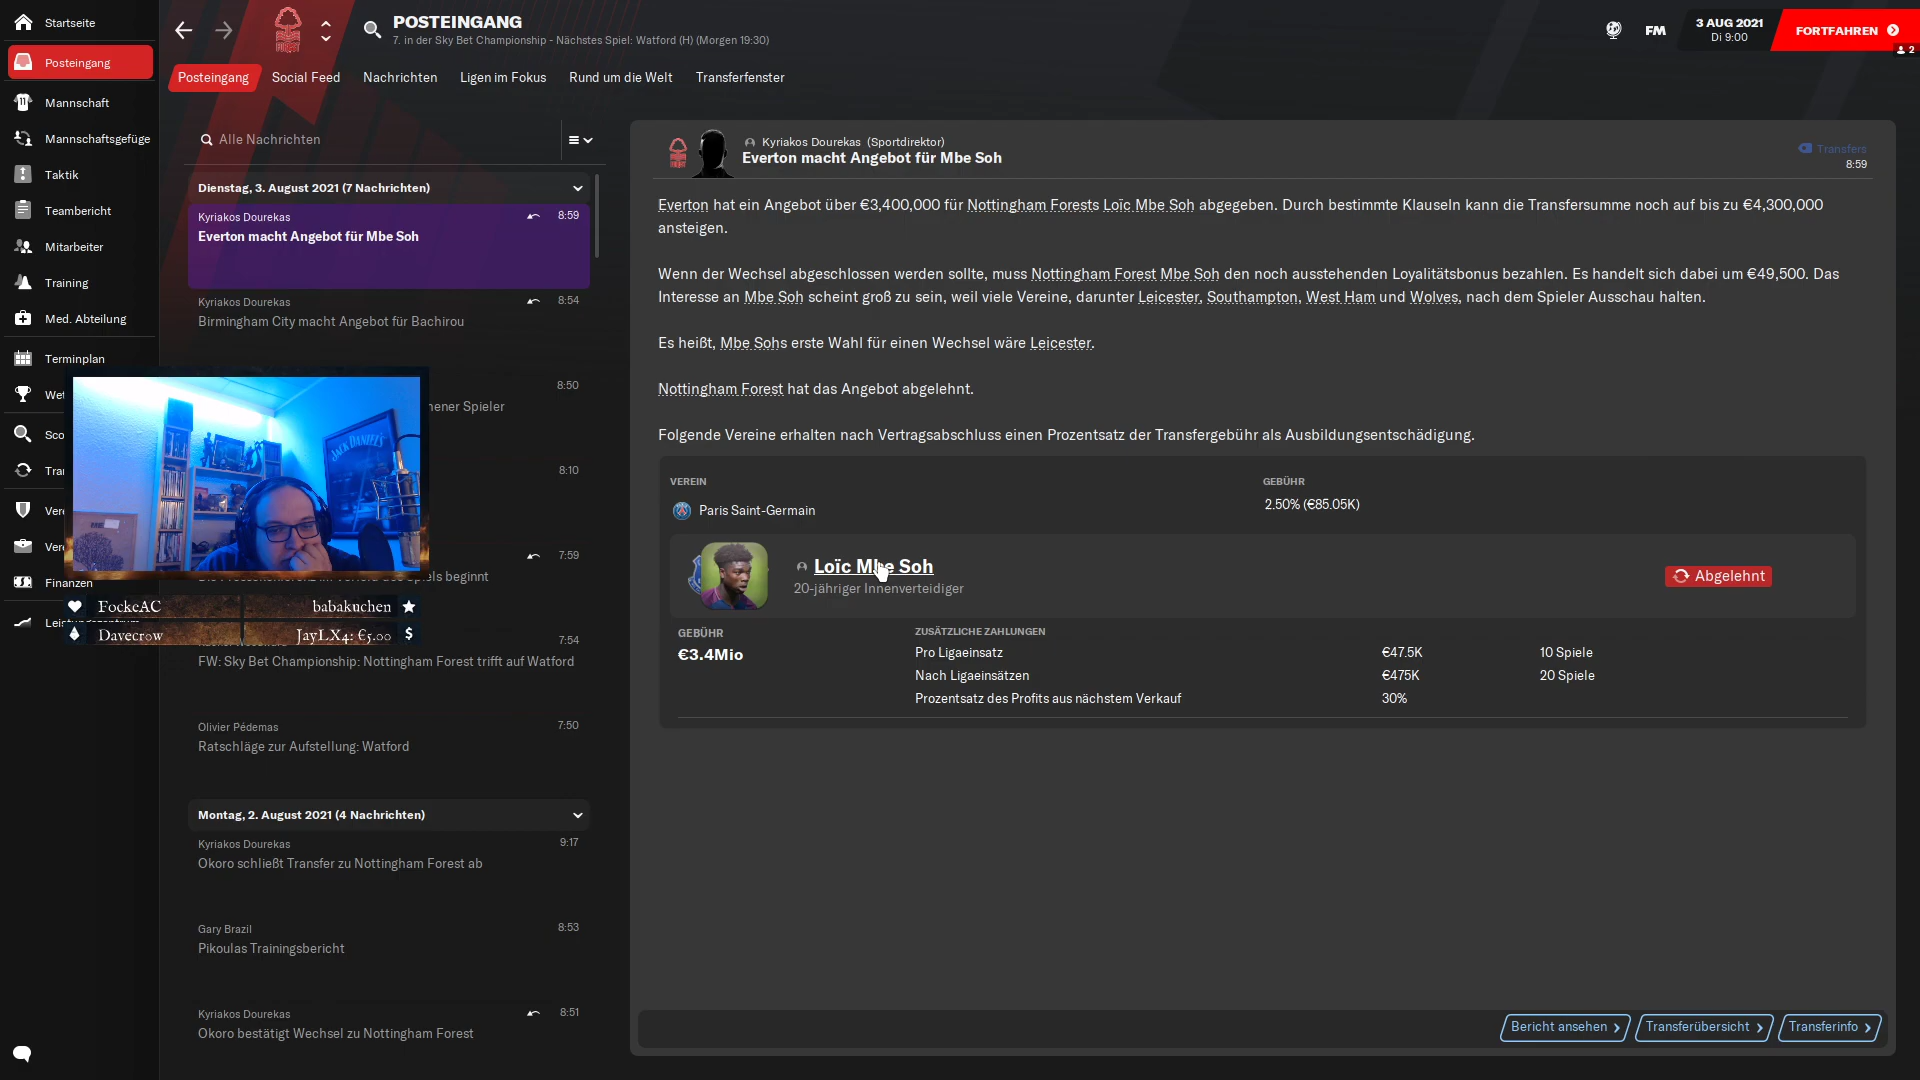 Startseite
Posteingang
Mannschaft
Mannschaftsgefüge
Taktik
Teambericht
Mitarbeiter
Training
Med. Abteilung
Terminplan
Finanzen
POSTEINGANG
7. in der Sky Bet Championship - Nächstes Spiel: Watford (H) (Morgen 19:30)
FM
3 AUG 2021
Di 9:00
FORTFAHREN
2
Posteingang Social Feed Nachrichten Ligen im Fokus Rund um die Welt Transferfenster
Alle Nachrichten
Dienstag, 3. August 2021 (7 Nachrichten)
Kyriakos Dourekas 8:59
Everton macht Angebot für Mbe Soh
Kyriakos Dourekas 8:54
Birmingham City macht Angebot für Bachirou
8:50
hener Spieler
8:10
7:59
iels beginnt
7:54
FW: Sky Bet Championship: Nottingham Forest trifft auf Watford
Olivier Pédemas 7:50
Ratschläge zur Aufstellung: Watford
Montag, 2. August 2021 (4 Nachrichten)
Kyriakos Dourekas 9:17
Okoro schließt Transfer zu Nottingham Forest ab
Gary Brazil 8:53
Pikoulas Trainingsbericht
Kyriakos Dourekas 8:51
Okoro bestätigt Wechsel zu Nottingham Forest
JACK DANIEL'S
FockeAC babakuchen
Davecrow JayLX4: €5.00
Kyriakos Dourekas (Sportdirektor)
Everton macht Angebot für Mbe Soh
Transfers
8:59
Everton hat ein Angebot über €3,400,000 für Nottingham Forests Loïc Mbe Soh abgegeben. Durch bestimmte Klauseln kann die Transfersumme noch auf bis zu €4,300,000
ansteigen.
Wenn der Wechsel abgeschlossen werden sollte, muss Nottingham Forest Mbe Soh den noch ausstehenden Loyalitätsbonus bezahlen. Es handelt sich dabei um €49,500. Das
Interesse an Mbe Soh scheint groß zu sein, weil viele Vereine, darunter Leicester, Southampton, West Ham und Wolves, nach dem Spieler Ausschau halten.
Es heißt, Mbe Sohs erste Wahl für einen Wechsel wäre Leicester.
Nottingham Forest hat das Angebot abgelehnt.
Folgende Vereine erhalten nach Vertragsabschluss einen Prozentsatz der Transfergebühr als Ausbildungsentschädigung.
VEREIN GEBÜHR
Paris Saint-Germain 2.50% (€85.05K)
Loïc Mbe Soh
20-jähriger Innenverteidiger
Abgelehnt
GEBÜHR ZUSÄTZLICHE ZAHLUNGEN
€3.4Mio
Pro Ligaeinsatz €47.5K 10 Spiele
Nach Ligaeinsätzen €475K 20 Spiele
Prozentsatz des Profits aus nächstem Verkauf 30%
Bericht ansehen Transferübersicht Transferinfo